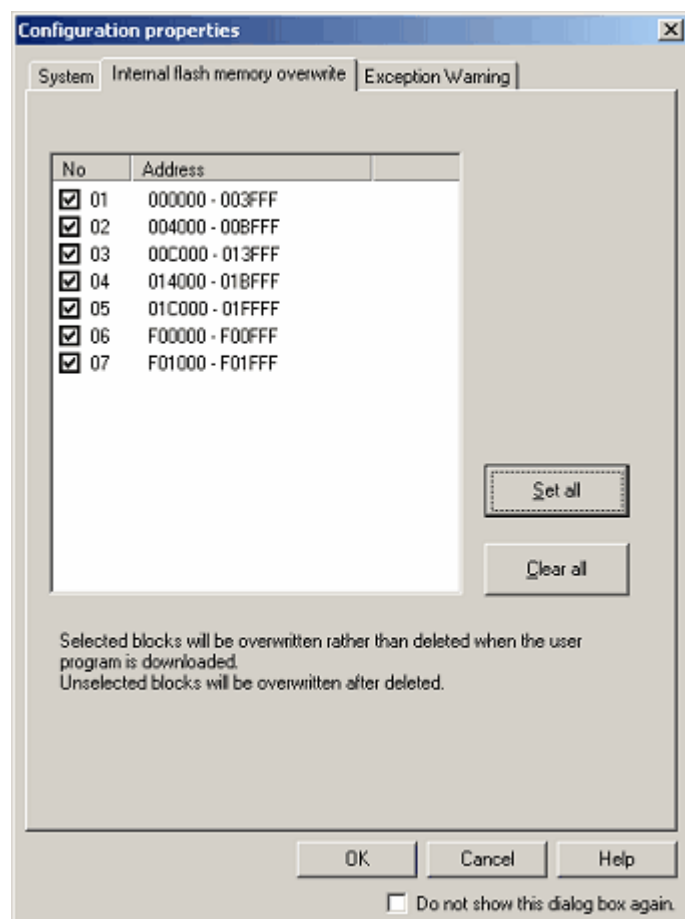 Configuration properties
System Internal flash memory overwrite Exception Warning
No Address
01 000000 - 003FFF
02 004000 - 00BFFF
03 00C000 - 013FFF
04 014000 - 01BFFF
05 01C000 - 01FFFF
06 F00000 - F00FFF
07 F01000 - F01FFF
Set all
Clear all
Selected blocks will be overwritten rather than deleted when the user
program is downloaded.
Unselected blocks will be overwritten after deleted.
OK Cancel Help
Do not show this dialog box again.